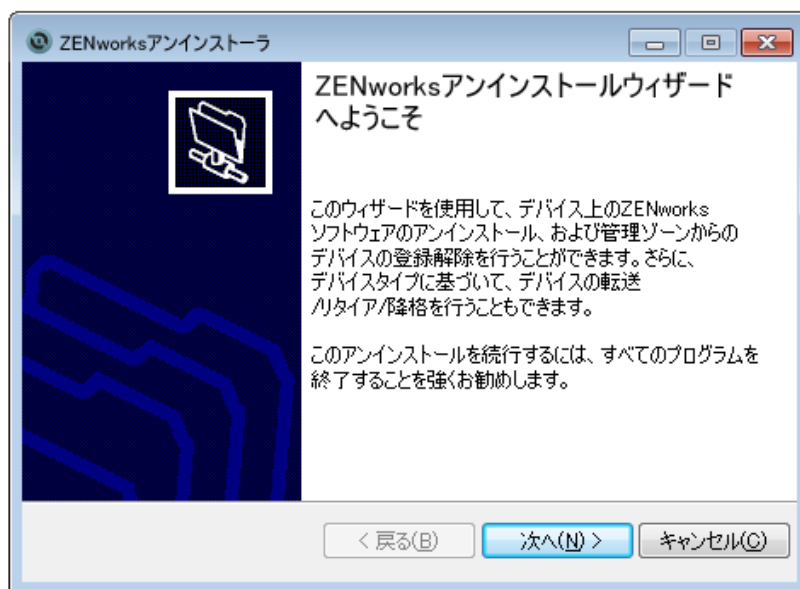 ZENworksアンインストーラ
ZENworksアンインストールウィザード
へようこそ
このウィザードを使用して、デバイス上のZENworks
ソフトウェアのアンインストール、および管理ゾーンからの
デバイスの登録解除を行うことができます。さらに、
デバイスタイプに基づいて、デバイスの転送
/リタイア/降格を行うこともできます。
このアンインストールを続行するには、すべてのプログラムを
終了することを強くお勧めします。
< 戻る(B)
次へ(N) >
キャンセル(C)